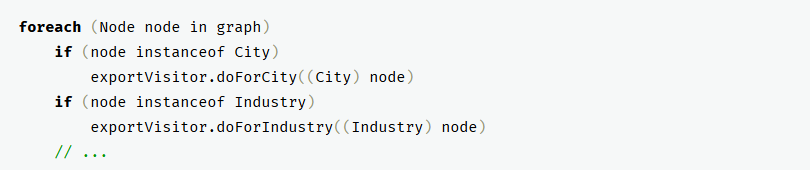 foreach (Node node in graph)
    if (node instanceof City)
        exportVisitor.doForCity((City) node)
    if (node instanceof Industry)
        exportVisitor.doForIndustry((Industry) node)
    // ...